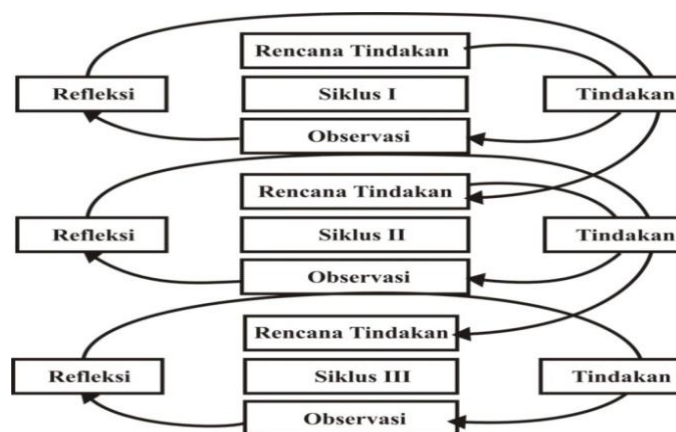 Rencana Tindakan
Refleksi
Siklus I
Tindakan
Observasi
Rencana Tindakan
Refleksi
Siklus II
Tindakan
Observasi
Rencana Tindakan
Refleksi
Siklus III
Tindakan
Observasi